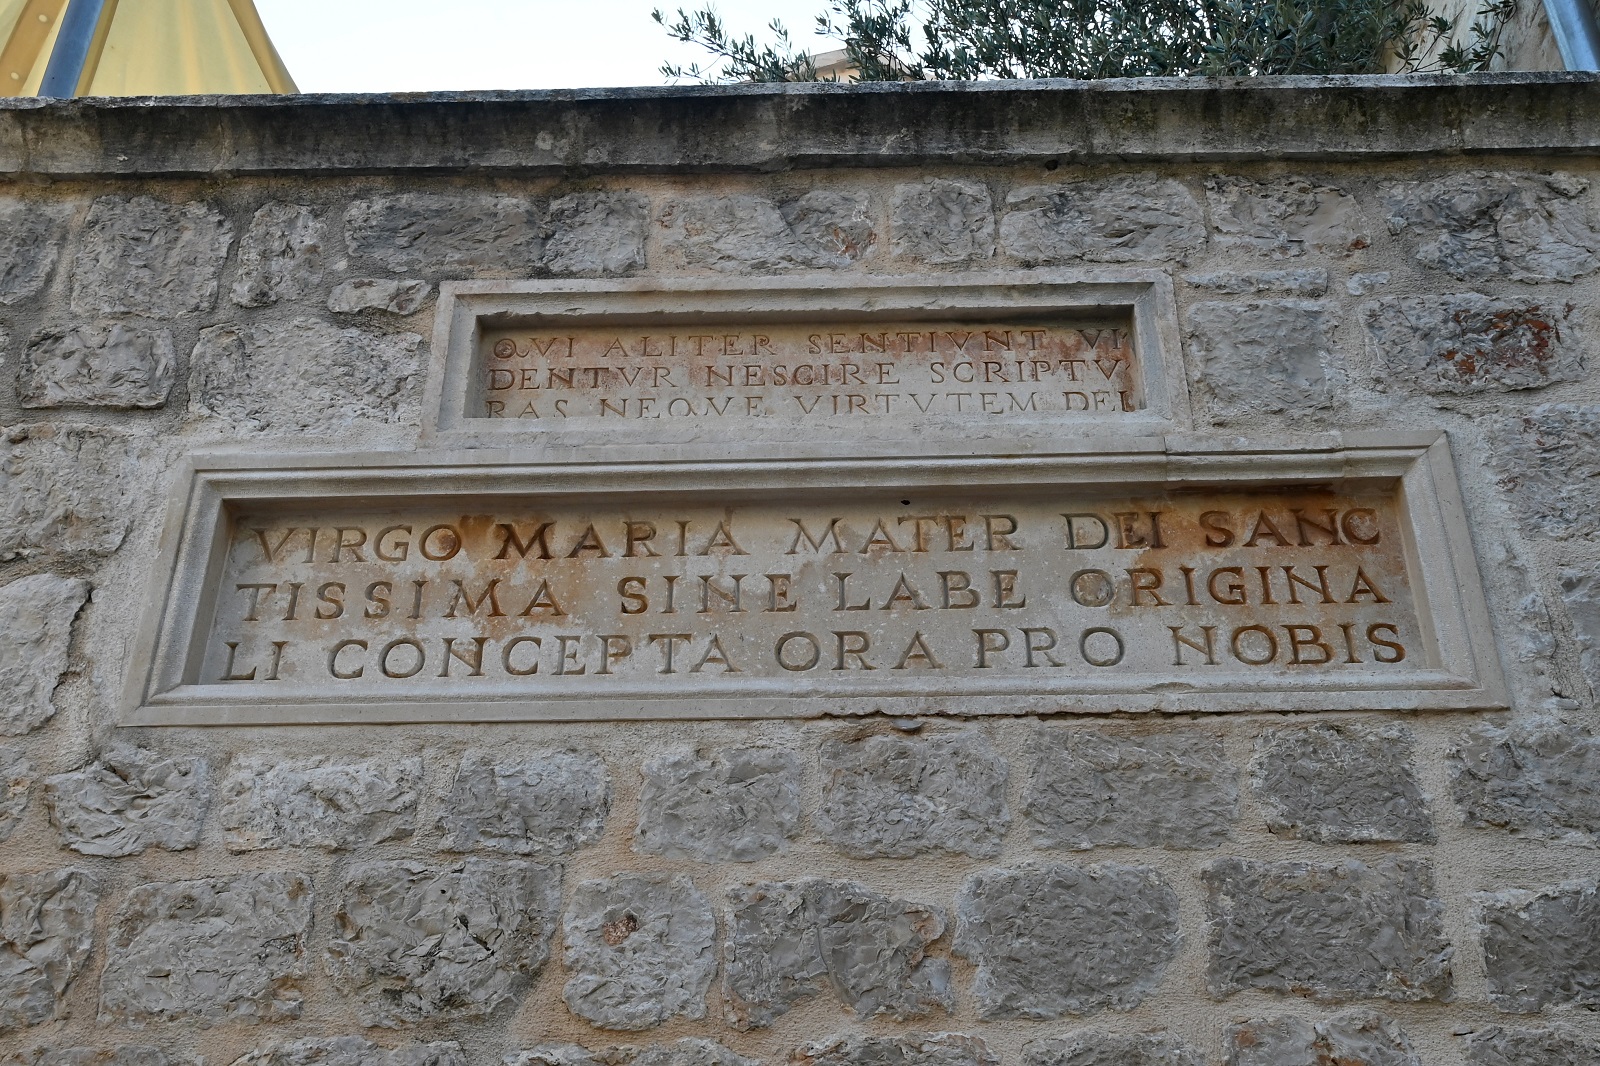 QVI ALITER SENTIVNT VI
DENTVR NESCIRE SCRIPTV
RAS NEQVE VIRTVTEM DEI
VIRGO MARIA MATER DEI SANC
TISSIMA SINE LABE ORIGINA
LI CONCEPTA ORA PRO NOBIS